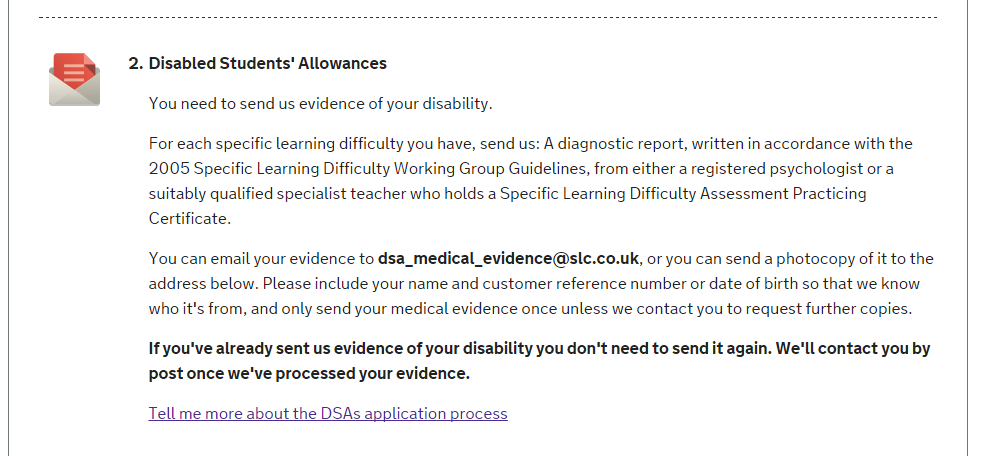 2. Disabled Students' Allowances
You need to send us evidence of your disability.
For each specific learning difficulty you have, send us: A diagnostic report, written in accordance with the
2005 Specific Learning Difficulty Working Group Guidelines, from either a registered psychologist or a
suitably qualified specialist teacher who holds a Specific Learning Difficulty Assessment Practicing
Certificate.
You can email your evidence to dsa_medical_evidence@slc.co.uk, or you can send a photocopy of it to the
address below. Please include your name and customer reference number or date of birth so that we know
who it's from, and only send your medical evidence once unless we contact you to request further copies.
If you've already sent us evidence of your disability you don't need to send it again. We'll contact you by
post once we've processed your evidence.
Tell me more about the DSAs application process